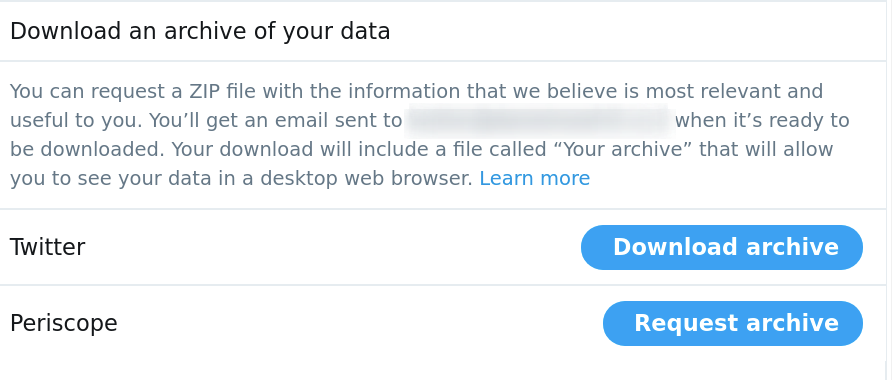 Download an archive of your data
You can request a ZIP file with the information that we believe is most relevant and
useful to you. You’ll get an email sent to when it’s ready to
be downloaded. Your download will include a file called “Your archive” that will allow
you to see your data in a desktop web browser. Learn more
Twitter
Download archive
Periscope
Request archive